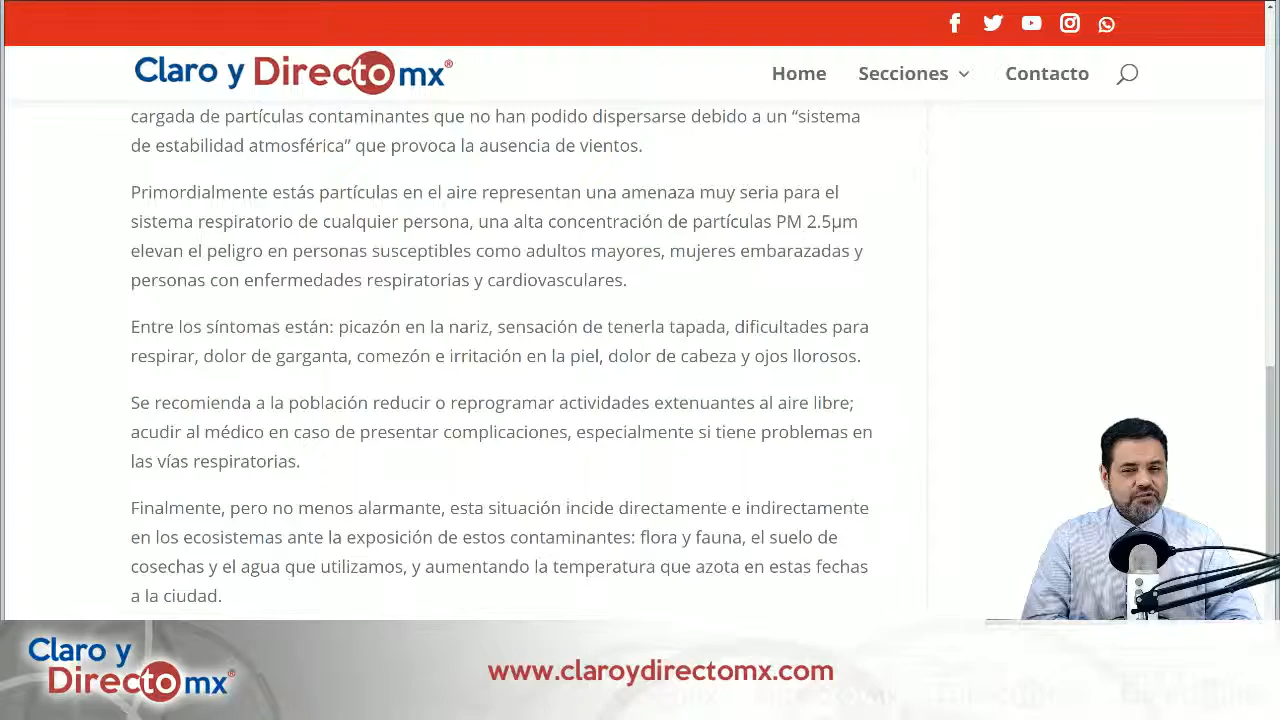 Claro y Directo mx®
Home Secciones Contacto
cargada de partículas contaminantes que no han podido dispersarse debido a un “sistema
de estabilidad atmosférica” que provoca la ausencia de vientos.
Primordialmente estás partículas en el aire representan una amenaza muy seria para el
sistema respiratorio de cualquier persona, una alta concentración de partículas PM 2.5µm
elevan el peligro en personas susceptibles como adultos mayores, mujeres embarazadas y
personas con enfermedades respiratorias y cardiovasculares.
Entre los síntomas están: picazón en la nariz, sensación de tenerla tapada, dificultades para
respirar, dolor de garganta, comezón e irritación en la piel, dolor de cabeza y ojos llorosos.
Se recomienda a la población reducir o reprogramar actividades extenuantes al aire libre;
acudir al médico en caso de presentar complicaciones, especialmente si tiene problemas en
las vías respiratorias.
Finalmente, pero no menos alarmante, esta situación incide directamente e indirectamente
en los ecosistemas ante la exposición de estos contaminantes: flora y fauna, el suelo de
cosechas y el agua que utilizamos, y aumentando la temperatura que azota en estas fechas
a la ciudad.
Claro y
Directo mx®
www.claroydirectomx.com